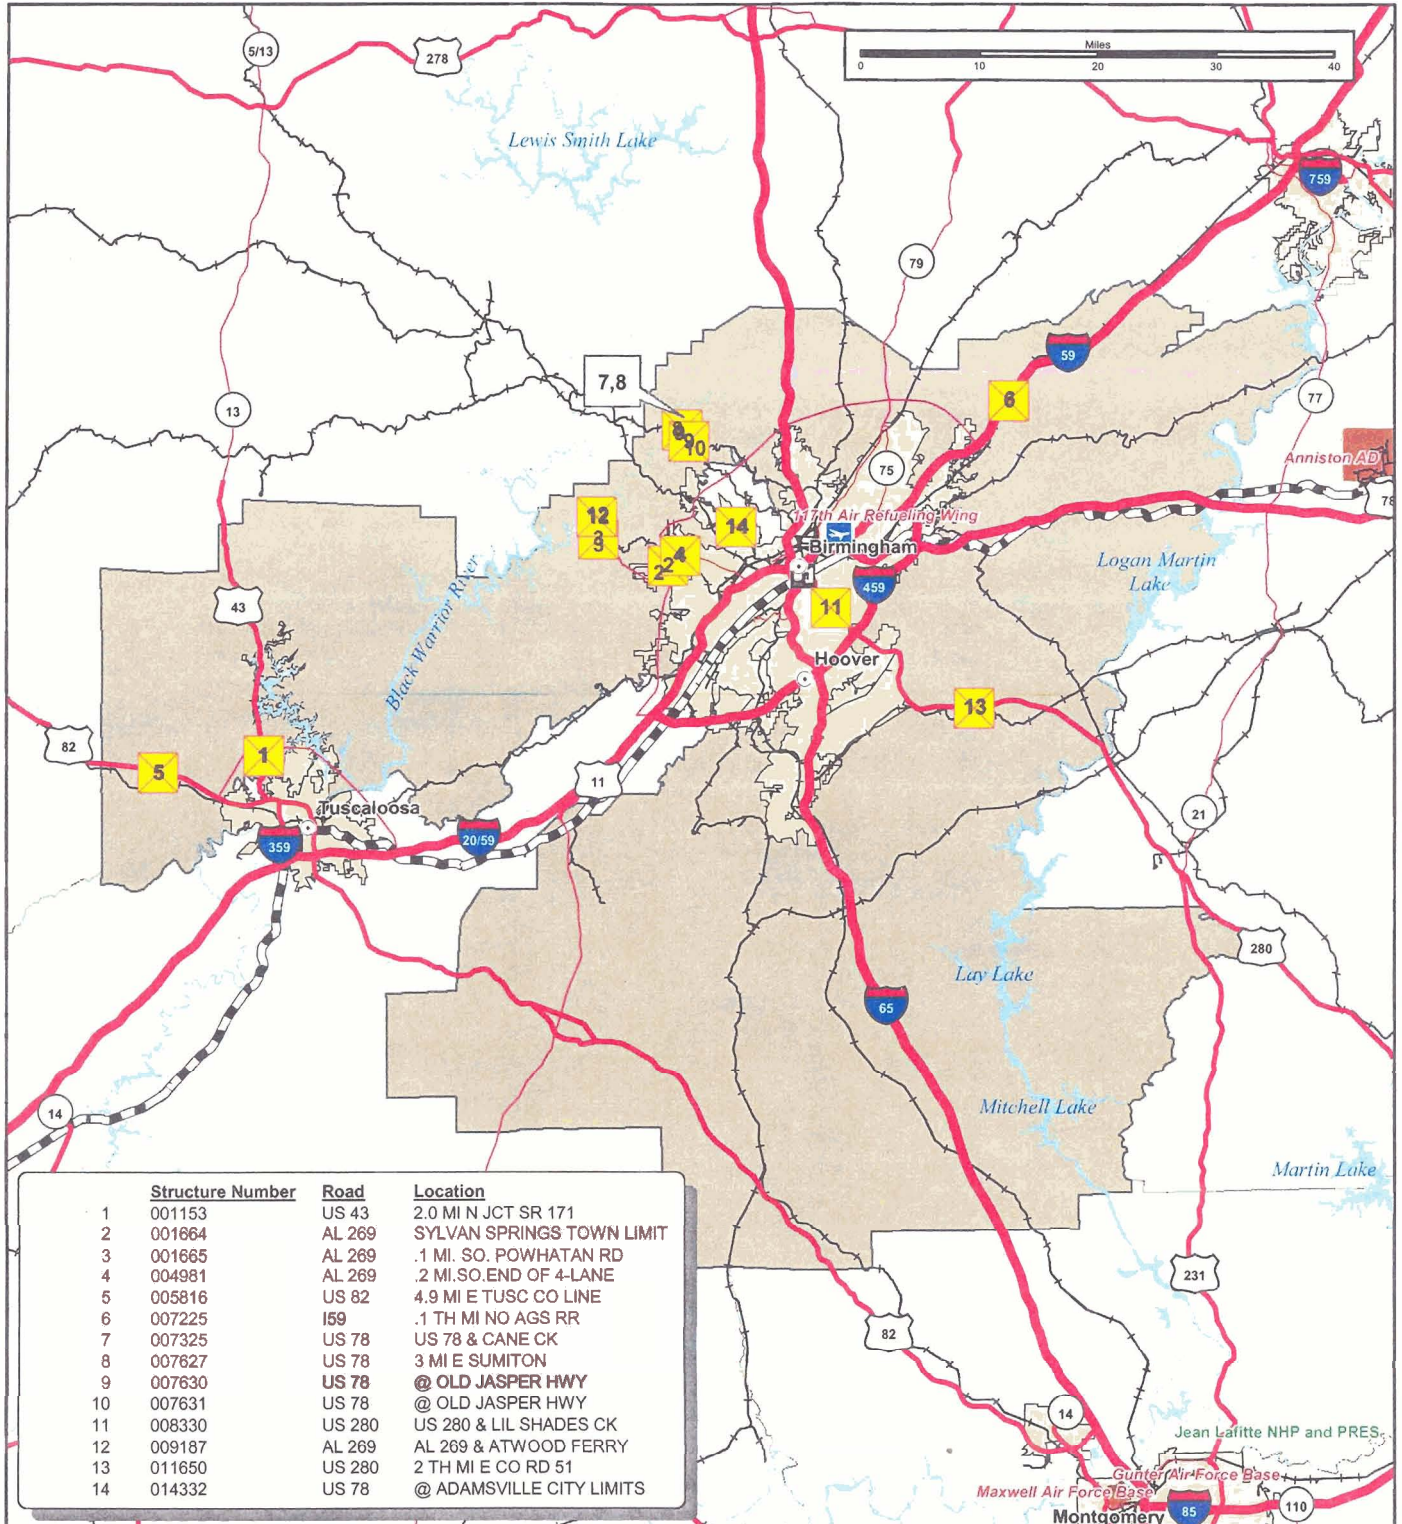 Miles
0 10 20 30 40
5/13
278
Lewis Smith Lake
759
79
59
7,8
13
6
77
8
9
10
75
Anniston AD
78
12
3
14
117th Air Refueling Wing
Birmingham
2
4
Logan Martin
Lake
43
459
11
Black Warrior River
Hoover
13
82
1
5
11
Tuscaloosa
21
359
20/59
280
Lay Lake
65
14
Mitchell Lake
Martin Lake
Structure Number Road Location
1 001153 US 43 2.0 MI N JCT SR 171
2 001664 AL 269 SYLVAN SPRINGS TOWN LIMIT
3 001665 AL 269 .1 MI. SO. POWHATAN RD
4 004981 AL 269 .2 MI.SO.END OF 4-LANE
5 005816 US 82 4.9 MI E TUSC CO LINE
6 007225 I59 .1 TH MI NO AGS RR
7 007325 US 78 US 78 & CANE CK
8 007627 US 78 3 MI E SUMITON
9 007630 US 78 @ OLD JASPER HWY
10 007631 US 78 @ OLD JASPER HWY
11 008330 US 280 US 280 & LIL SHADES CK
12 009187 AL 269 AL 269 & ATWOOD FERRY
13 011650 US 280 2 TH MI E CO RD 51
14 014332 US 78 @ ADAMSVILLE CITY LIMITS
231
82
14
Jean Lafitte NHP and PRES
Gunter Air Force Base
Maxwell Air Force Base
Montgomery
85
110